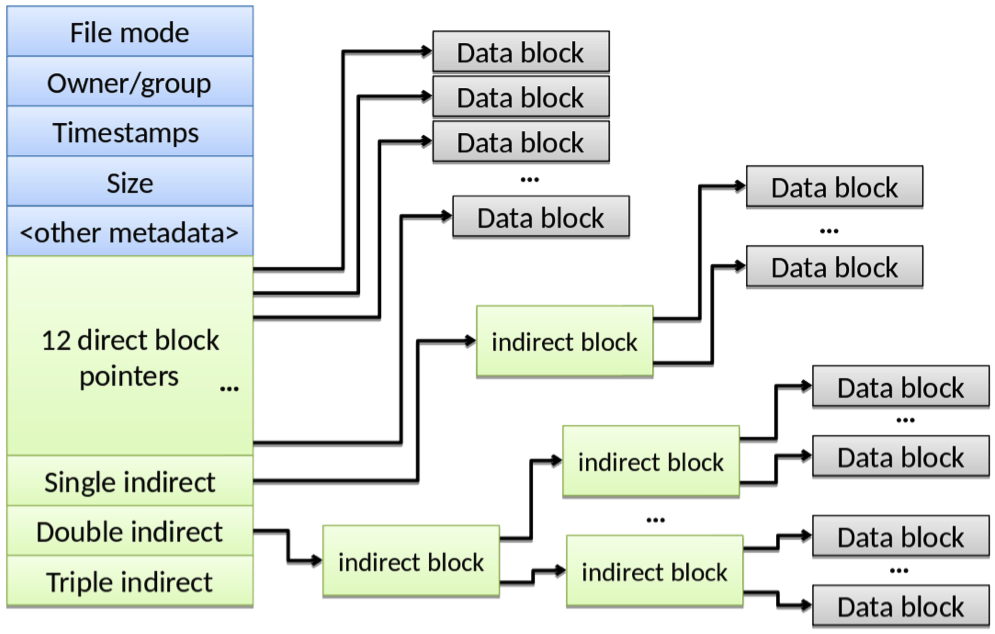 File mode
Owner/group
Timestamps
Size
<other metadata>
12 direct block
pointers
...
Single indirect
Double indirect
Triple indirect
Data block
Data block
Data block
...
Data block
indirect block
Data block
...
Data block
indirect block
indirect block
Data block
...
Data block
...
indirect block
Data block
...
Data block